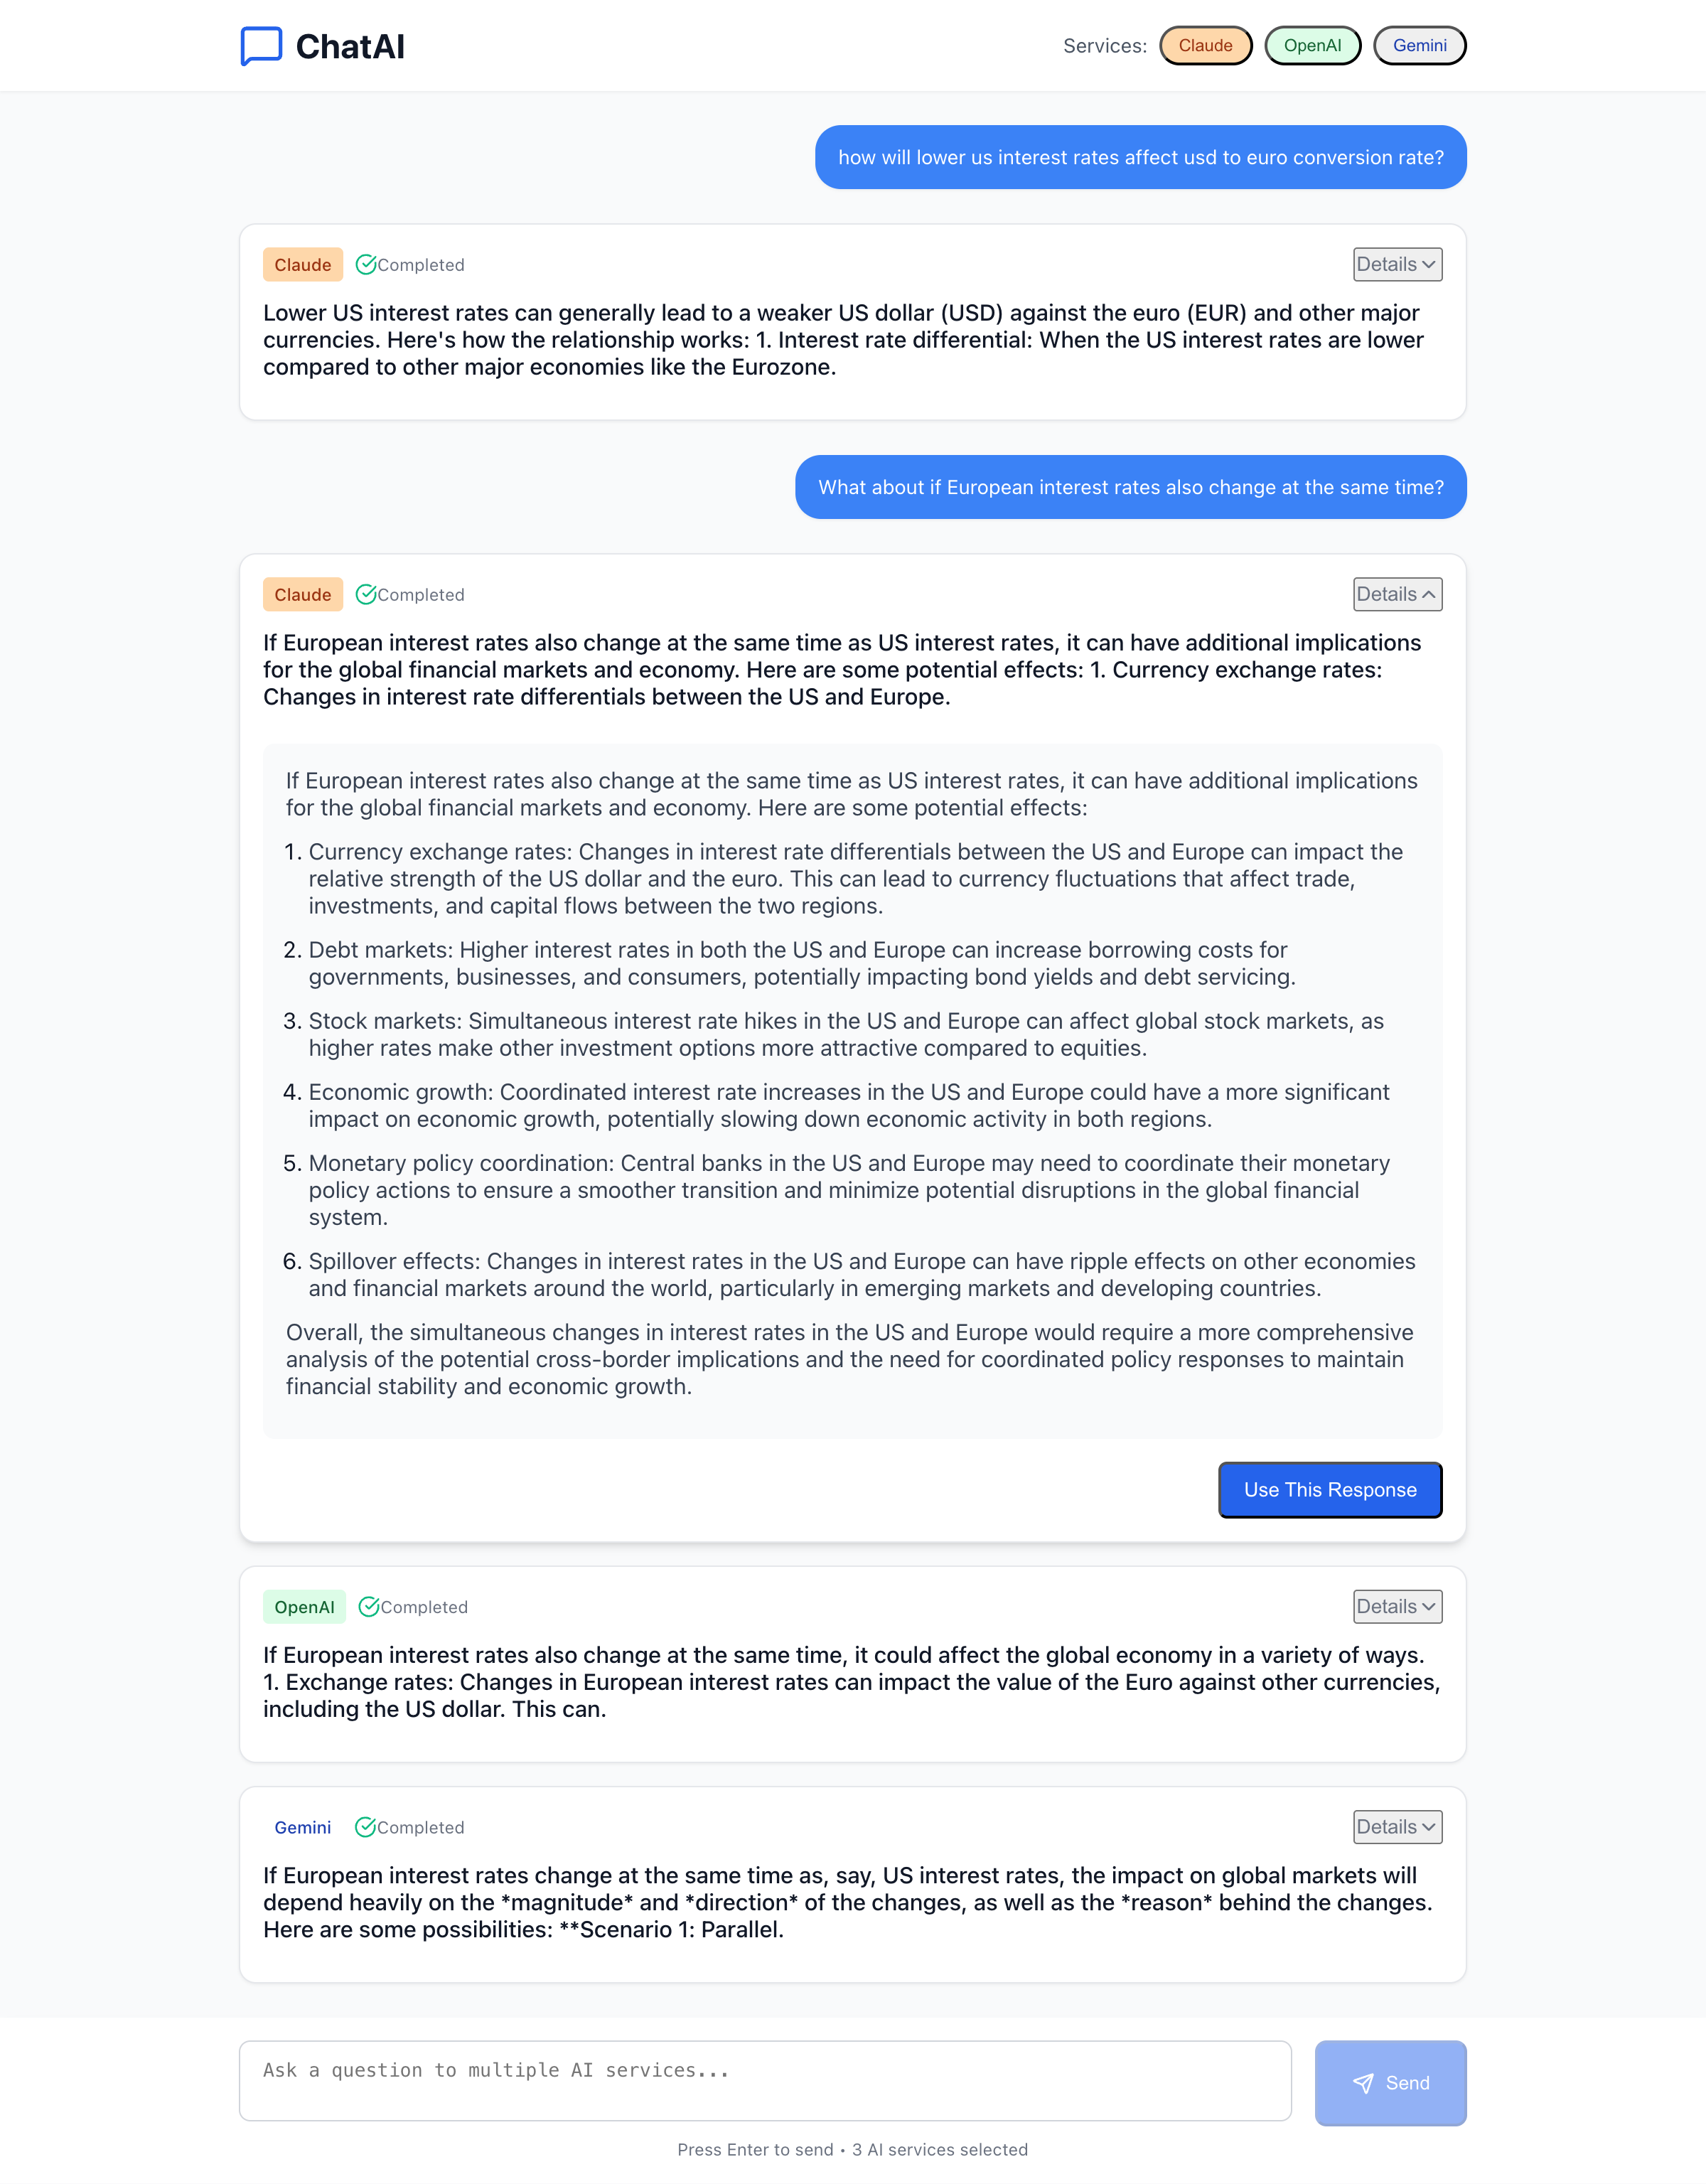 ChatAI
Services: Claude OpenAI Gemini
how will lower us interest rates affect usd to euro conversion rate?
Claude Completed Details
Lower US interest rates can generally lead to a weaker US dollar (USD) against the euro (EUR) and other major
currencies. Here's how the relationship works: 1. Interest rate differential: When the US interest rates are lower
compared to other major economies like the Eurozone.
What about if European interest rates also change at the same time?
Claude Completed Details
If European interest rates also change at the same time as US interest rates, it can have additional implications
for the global financial markets and economy. Here are some potential effects: 1. Currency exchange rates:
Changes in interest rate differentials between the US and Europe.
If European interest rates also change at the same time as US interest rates, it can have additional implications
for the global financial markets and economy. Here are some potential effects:
1. Currency exchange rates: Changes in interest rate differentials between the US and Europe can impact the
relative strength of the US dollar and the euro. This can lead to currency fluctuations that affect trade,
investments, and capital flows between the two regions.
2. Debt markets: Higher interest rates in both the US and Europe can increase borrowing costs for
governments, businesses, and consumers, potentially impacting bond yields and debt servicing.
3. Stock markets: Simultaneous interest rate hikes in the US and Europe can affect global stock markets, as
higher rates make other investment options more attractive compared to equities.
4. Economic growth: Coordinated interest rate increases in the US and Europe could have a more significant
impact on economic growth, potentially slowing down economic activity in both regions.
5. Monetary policy coordination: Central banks in the US and Europe may need to coordinate their monetary
policy actions to ensure a smoother transition and minimize potential disruptions in the global financial
system.
6. Spillover effects: Changes in interest rates in the US and Europe can have ripple effects on other economies
and financial markets around the world, particularly in emerging markets and developing countries.
Overall, the simultaneous changes in interest rates in the US and Europe would require a more comprehensive
analysis of the potential cross-border implications and the need for coordinated policy responses to maintain
financial stability and economic growth.
Use This Response
OpenAI Completed Details
If European interest rates also change at the same time, it could affect the global economy in a variety of ways.
1. Exchange rates: Changes in European interest rates can impact the value of the Euro against other currencies,
including the US dollar. This can.
Gemini Completed Details
If European interest rates change at the same time as, say, US interest rates, the impact on global markets will
depend heavily on the *magnitude* and *direction* of the changes, as well as the *reason* behind the changes.
Here are some possibilities: **Scenario 1: Parallel.
Ask a question to multiple AI services...
Send
Press Enter to send • 3 AI services selected